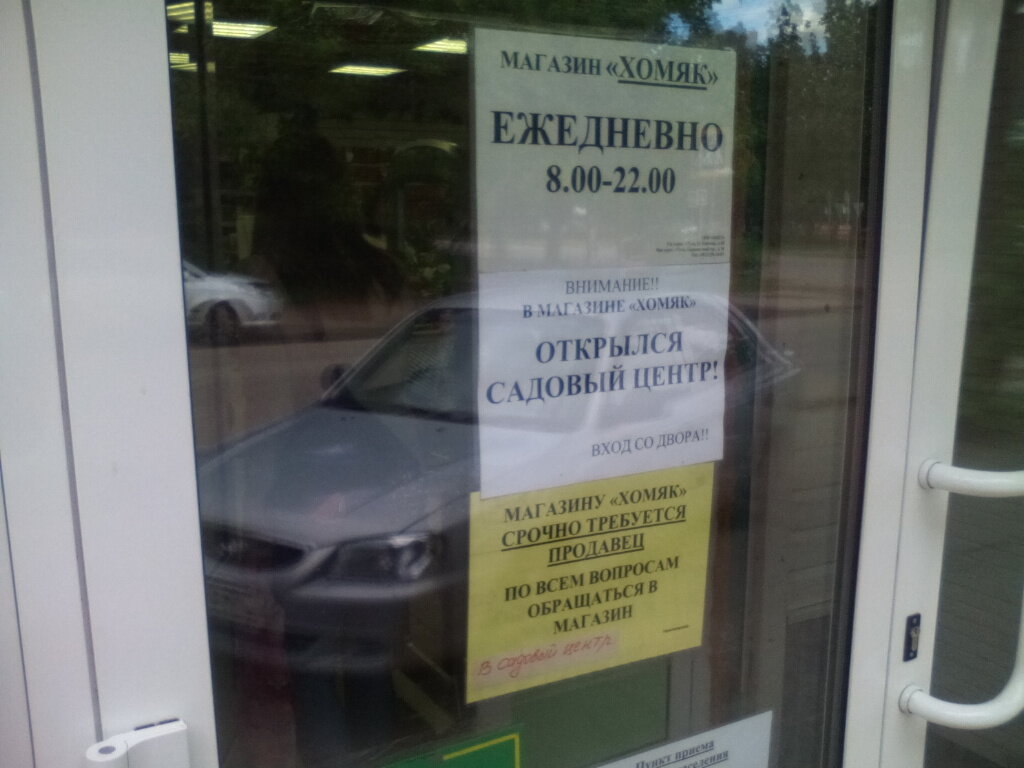 МАГАЗИН «ХОМЯК»
ЕЖЕДНЕВНО
8.00-22.00
ВНИМАНИЕ!!
В МАГАЗИНЕ «ХОМЯК»
ОТКРЫЛСЯ
САДОВЫЙ ЦЕНТР!
ВХОД СО ДВОРА!!
МАГАЗИНУ «ХОМЯК»
СРОЧНО ТРЕБУЕТСЯ
ПРОДАВЕЦ
ПО ВСЕМ ВОПРОСАМ
ОБРАЩАТЬСЯ В
МАГАЗИН
В садовый центр
Пункт приема